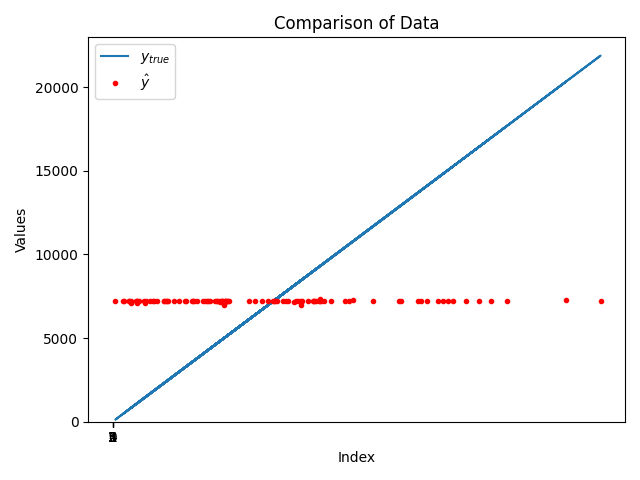 Comparison of Data
y_true
ŷ
Values
20000
15000
10000
5000
0
Index